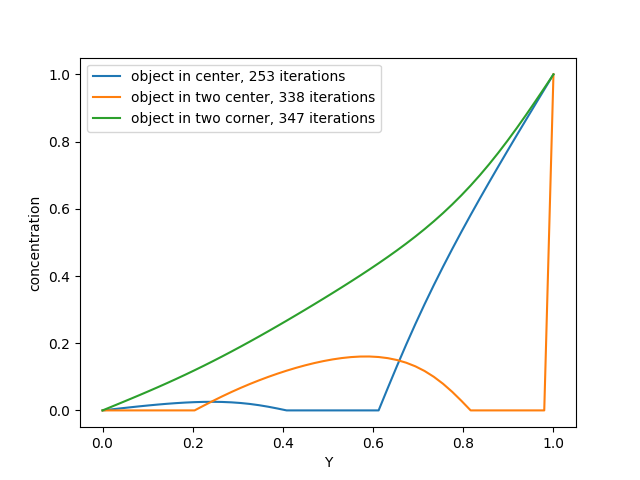 object in center, 253 iterations
object in two center, 338 iterations
object in two corner, 347 iterations
concentration
1.0
0.8
0.6
0.4
0.2
0.0
0.0 0.2 0.4 0.6 0.8 1.0
Y